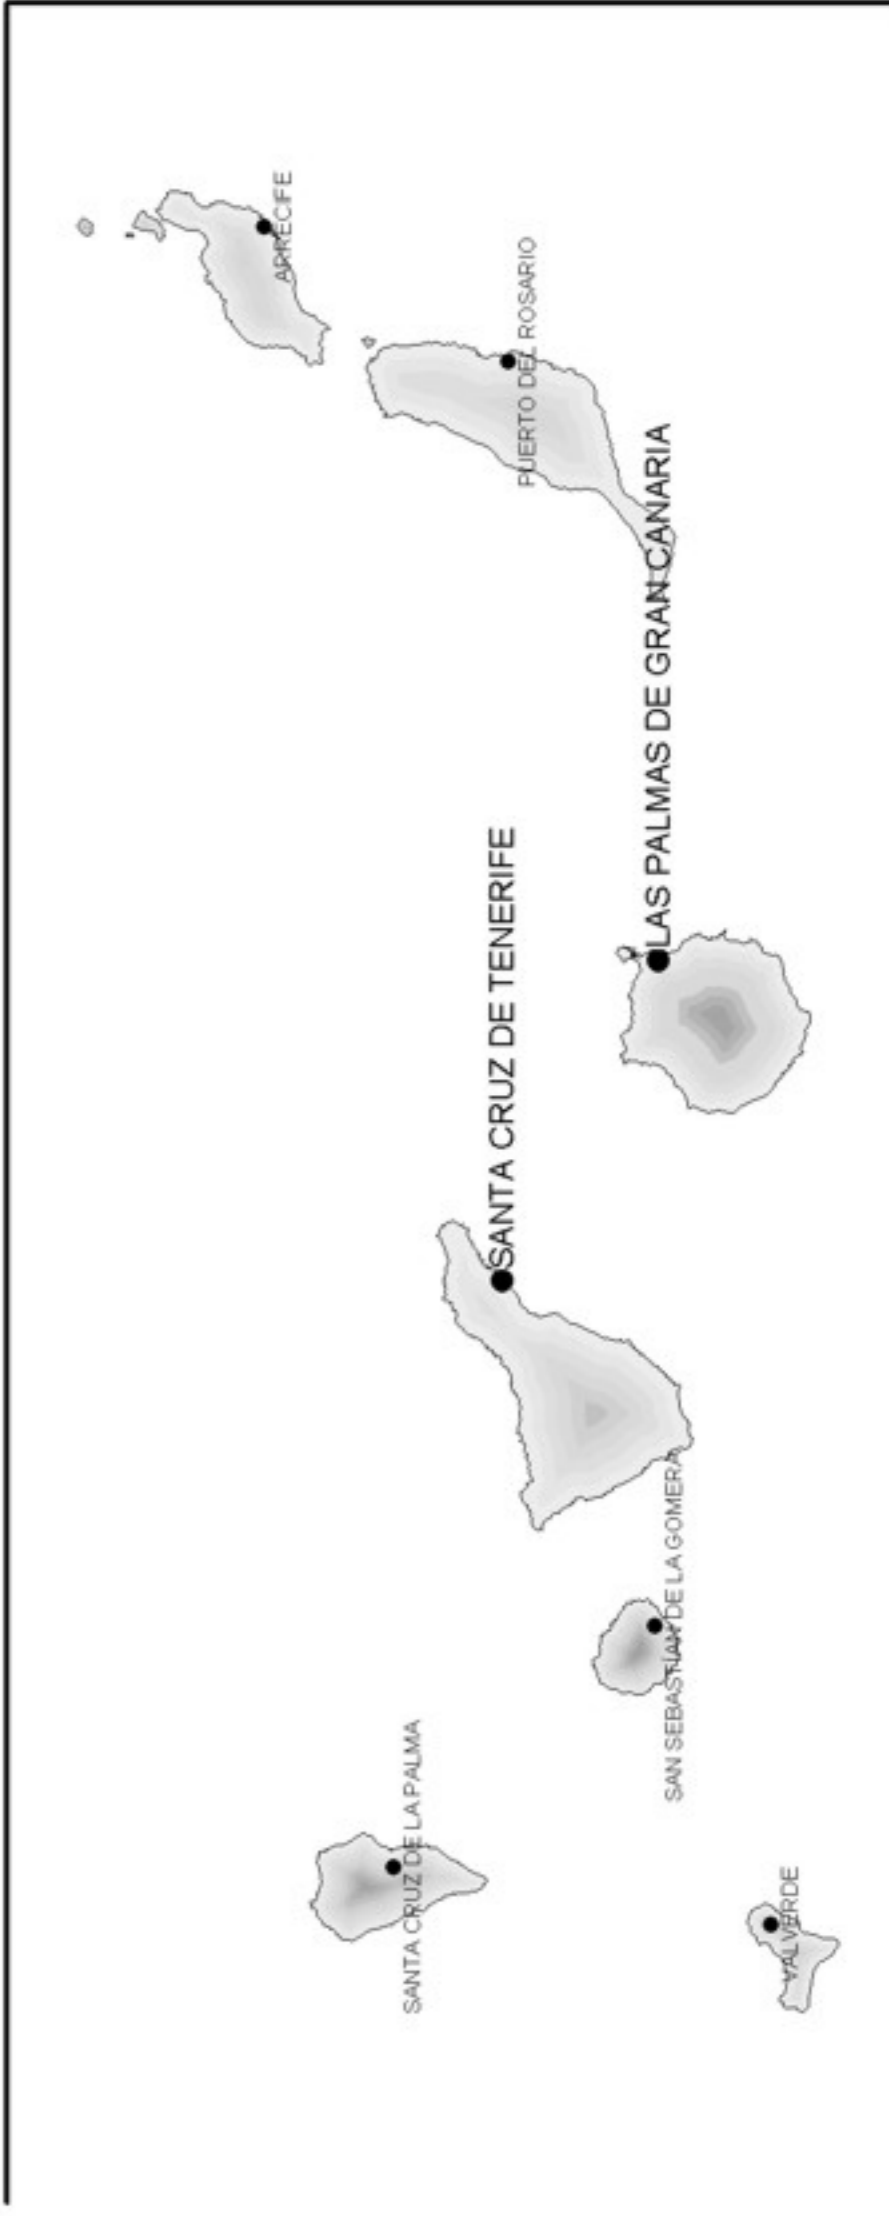 ARRECIFE
PUERTO DEL ROSARIO
SANTA CRUZ DE LA PALMA
SANTA CRUZ DE TENERIFE
LAS PALMAS DE GRAN CANARIA
SAN SEBASTIAN DE LA GOMERA
VALVERDE